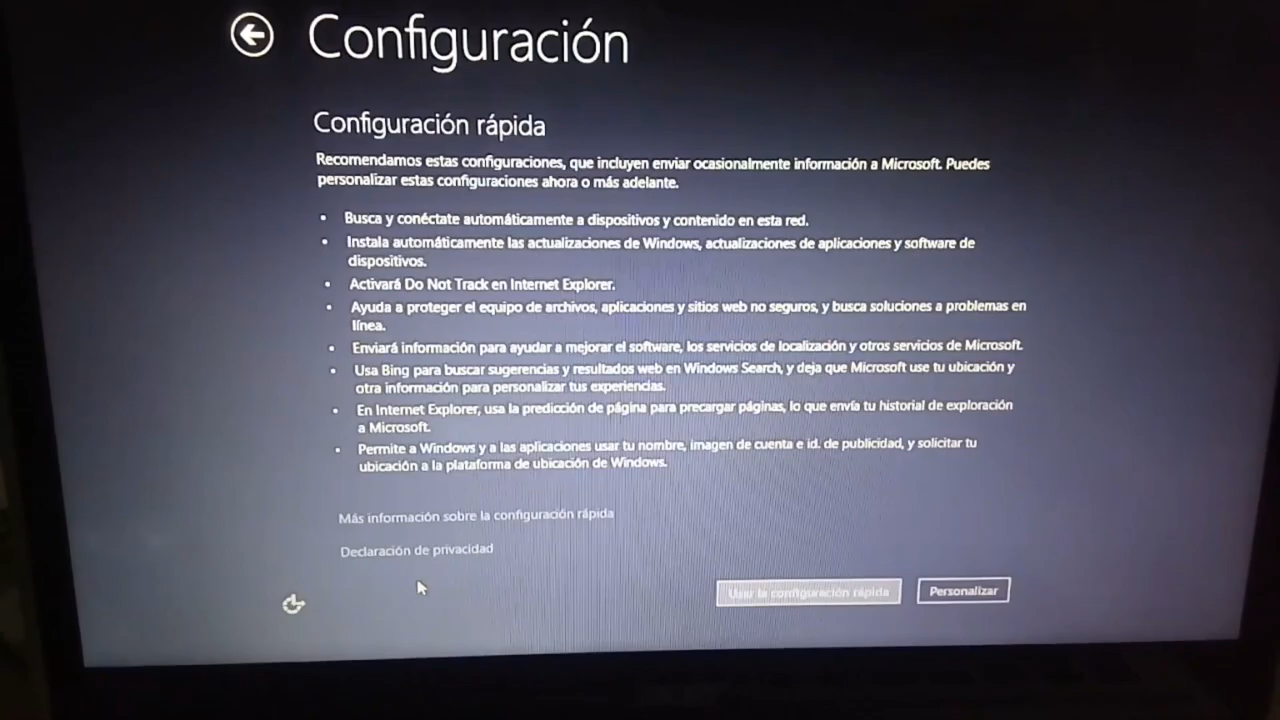 Configuración
Configuración rápida
Recomendamos estas configuraciones, que incluyen enviar ocasionalmente información a Microsoft. Puedes
personalizar estas configuraciones ahora o más adelante.
• Busca y conéctate automáticamente a dispositivos y contenido en esta red.
• Instala automáticamente las actualizaciones de Windows, actualizaciones de aplicaciones y software de
dispositivos.
• Activará Do Not Track en Internet Explorer.
• Ayuda a proteger el equipo de archivos, aplicaciones y sitios web no seguros, y busca soluciones a problemas en
línea.
• Enviará información para ayudar a mejorar el software, los servicios de localización y otros servicios de Microsoft.
• Usa Bing para buscar sugerencias y resultados web en Windows Search, y deja que Microsoft use tu ubicación y
otra información para personalizar tus experiencias.
• En Internet Explorer, usa la predicción de página para precargar páginas, lo que envía tu historial de exploración
a Microsoft.
• Permite a Windows y a las aplicaciones usar tu nombre, imagen de cuenta e id. de publicidad, y solicitar tu
ubicación a la plataforma de ubicación de Windows.
Más información sobre la configuración rápida
Declaración de privacidad
Usar la configuración rápida
Personalizar